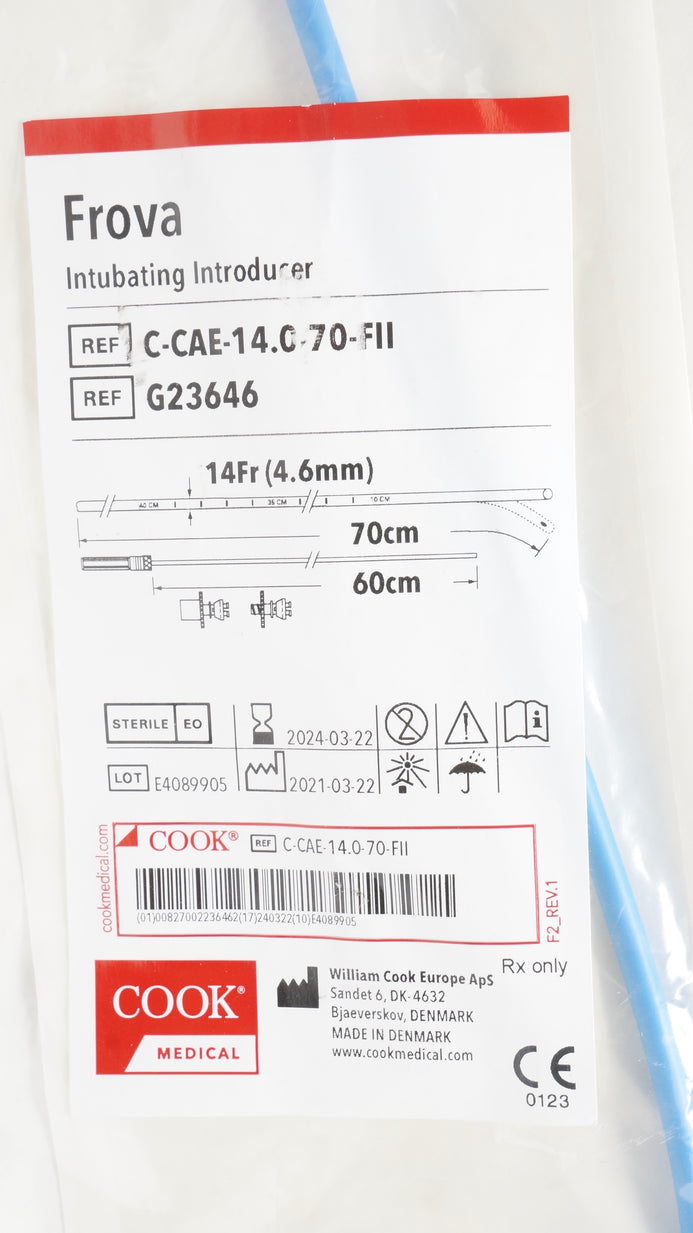 Frova
Intubating Introducer
REF C-CAE-14.0-70-FII
REF G23646
14Fr (4.6mm)
40 CM 35 CM 10 CM
70cm
60cm
STERILE EO 2024-03-22 2 i
LOT E4089905 2021-03-22
cookmedical.com
COOK® REF C-CAE-14.0-70-FII
(01)00827002236462(17)240322(10)E4089905
F2_REV.1
COOK®
MEDICAL
William Cook Europe ApS
Sandet 6, DK-4632
Bjaeverskov, DENMARK
MADE IN DENMARK
www.cookmedical.com
Rx only
CE
0123